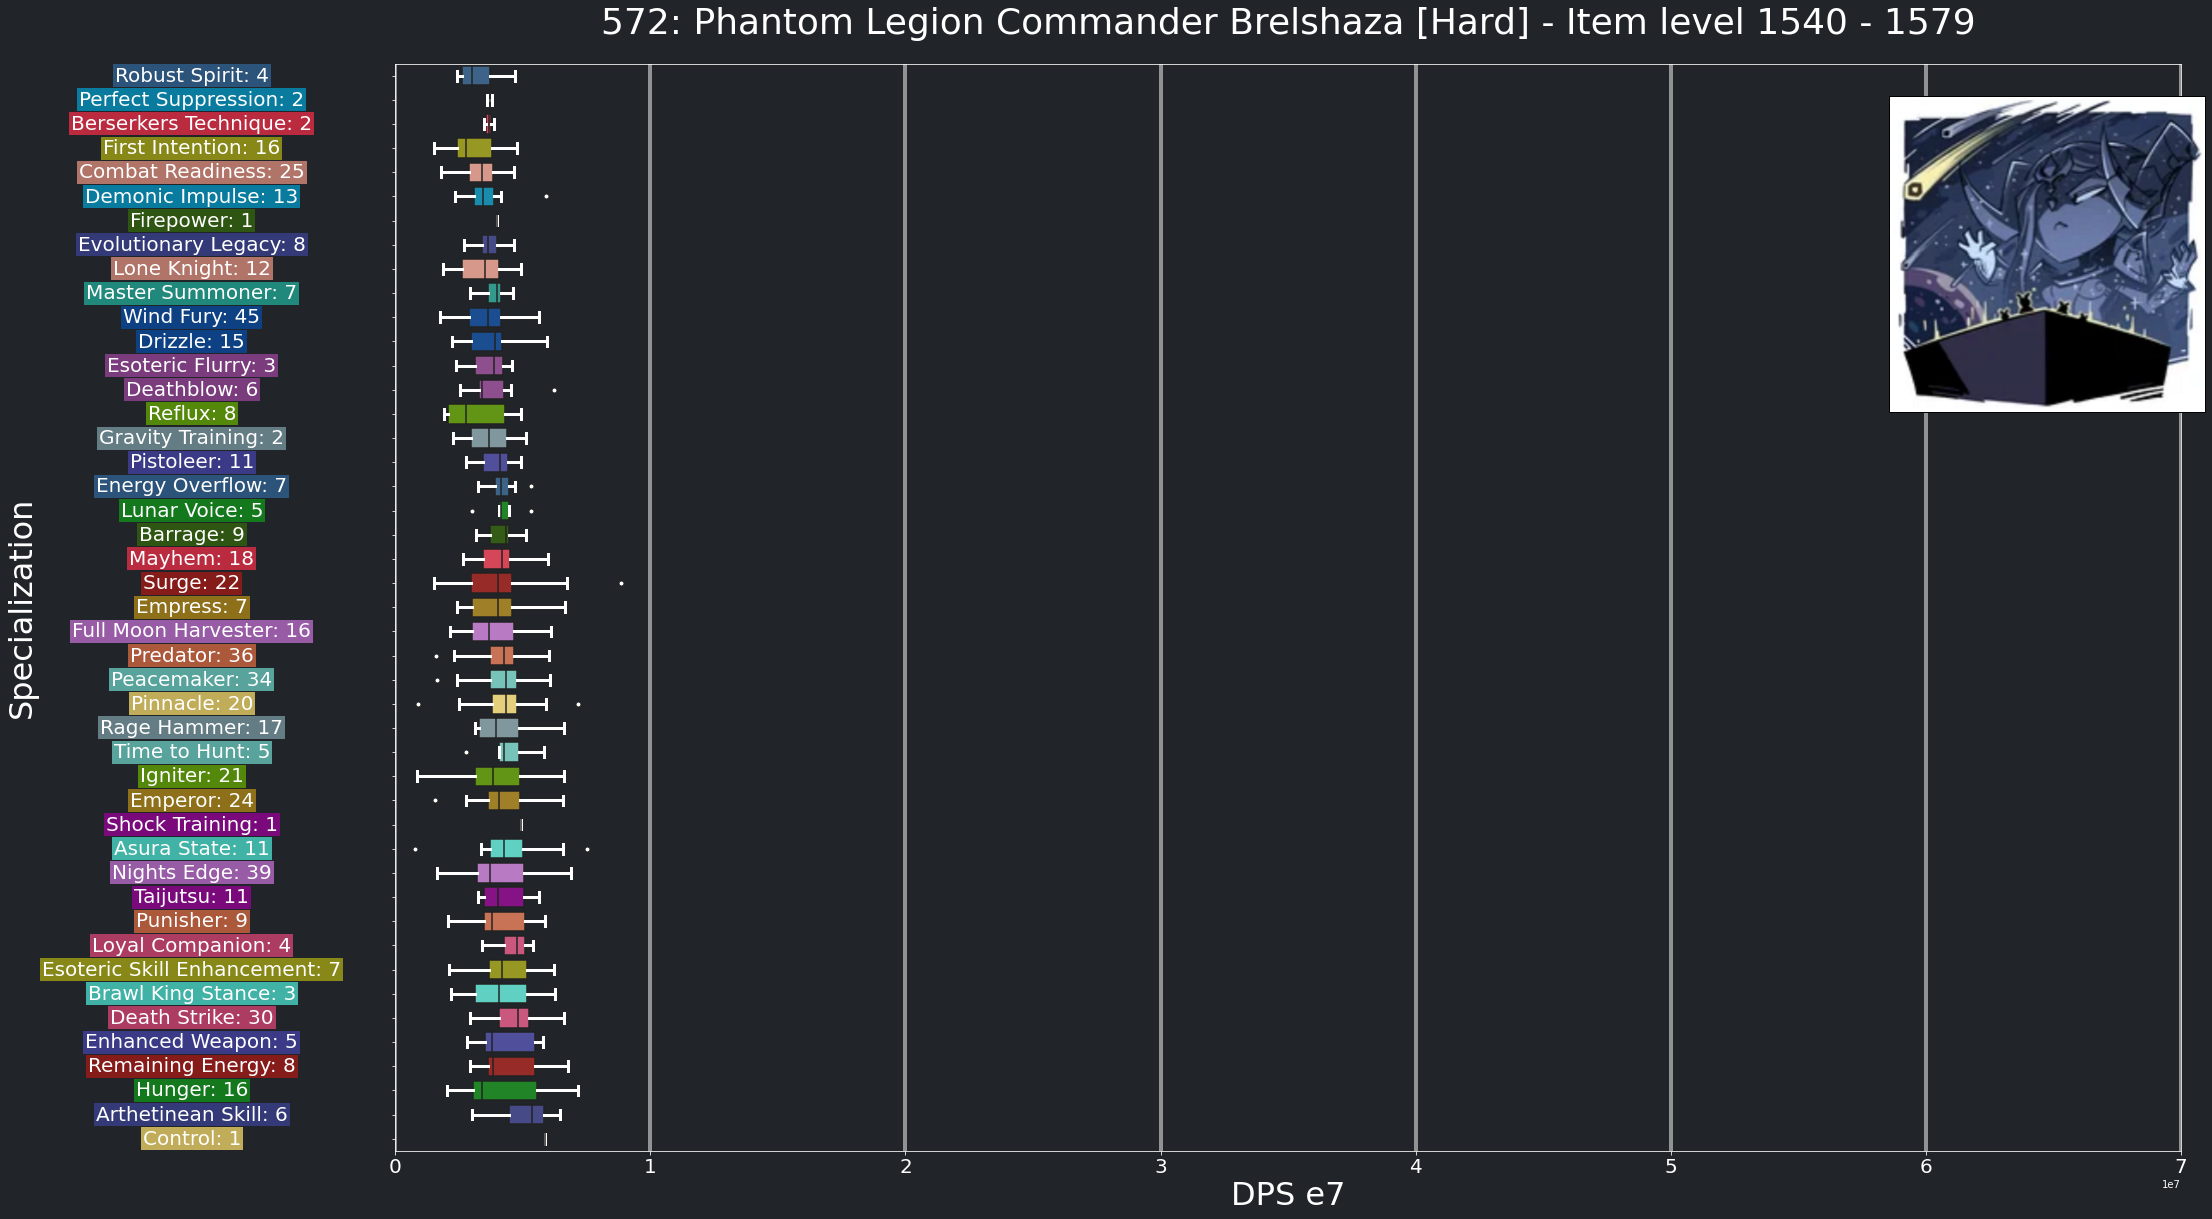 572: Phantom Legion Commander Brelshaza [Hard] - Item level 1540 - 1579
Specialization
Robust Spirit: 4
Perfect Suppression: 2
Berserkers Technique: 2
First Intention: 16
Combat Readiness: 25
Demonic Impulse: 13
Firepower: 1
Evolutionary Legacy: 8
Lone Knight: 12
Master Summoner: 7
Wind Fury: 45
Drizzle: 15
Esoteric Flurry: 3
Deathblow: 6
Reflux: 8
Gravity Training: 2
Pistoleer: 11
Energy Overflow: 7
Lunar Voice: 5
Barrage: 9
Mayhem: 18
Surge: 22
Empress: 7
Full Moon Harvester: 16
Predator: 36
Peacemaker: 34
Pinnacle: 20
Rage Hammer: 17
Time to Hunt: 5
Igniter: 21
Emperor: 24
Shock Training: 1
Asura State: 11
Nights Edge: 39
Taijutsu: 11
Punisher: 9
Loyal Companion: 4
Esoteric Skill Enhancement: 7
Brawl King Stance: 3
Death Strike: 30
Enhanced Weapon: 5
Remaining Energy: 8
Hunger: 16
Arthetinean Skill: 6
Control: 1
0 1 2 3 4 5 6 7
1e7
DPS e7